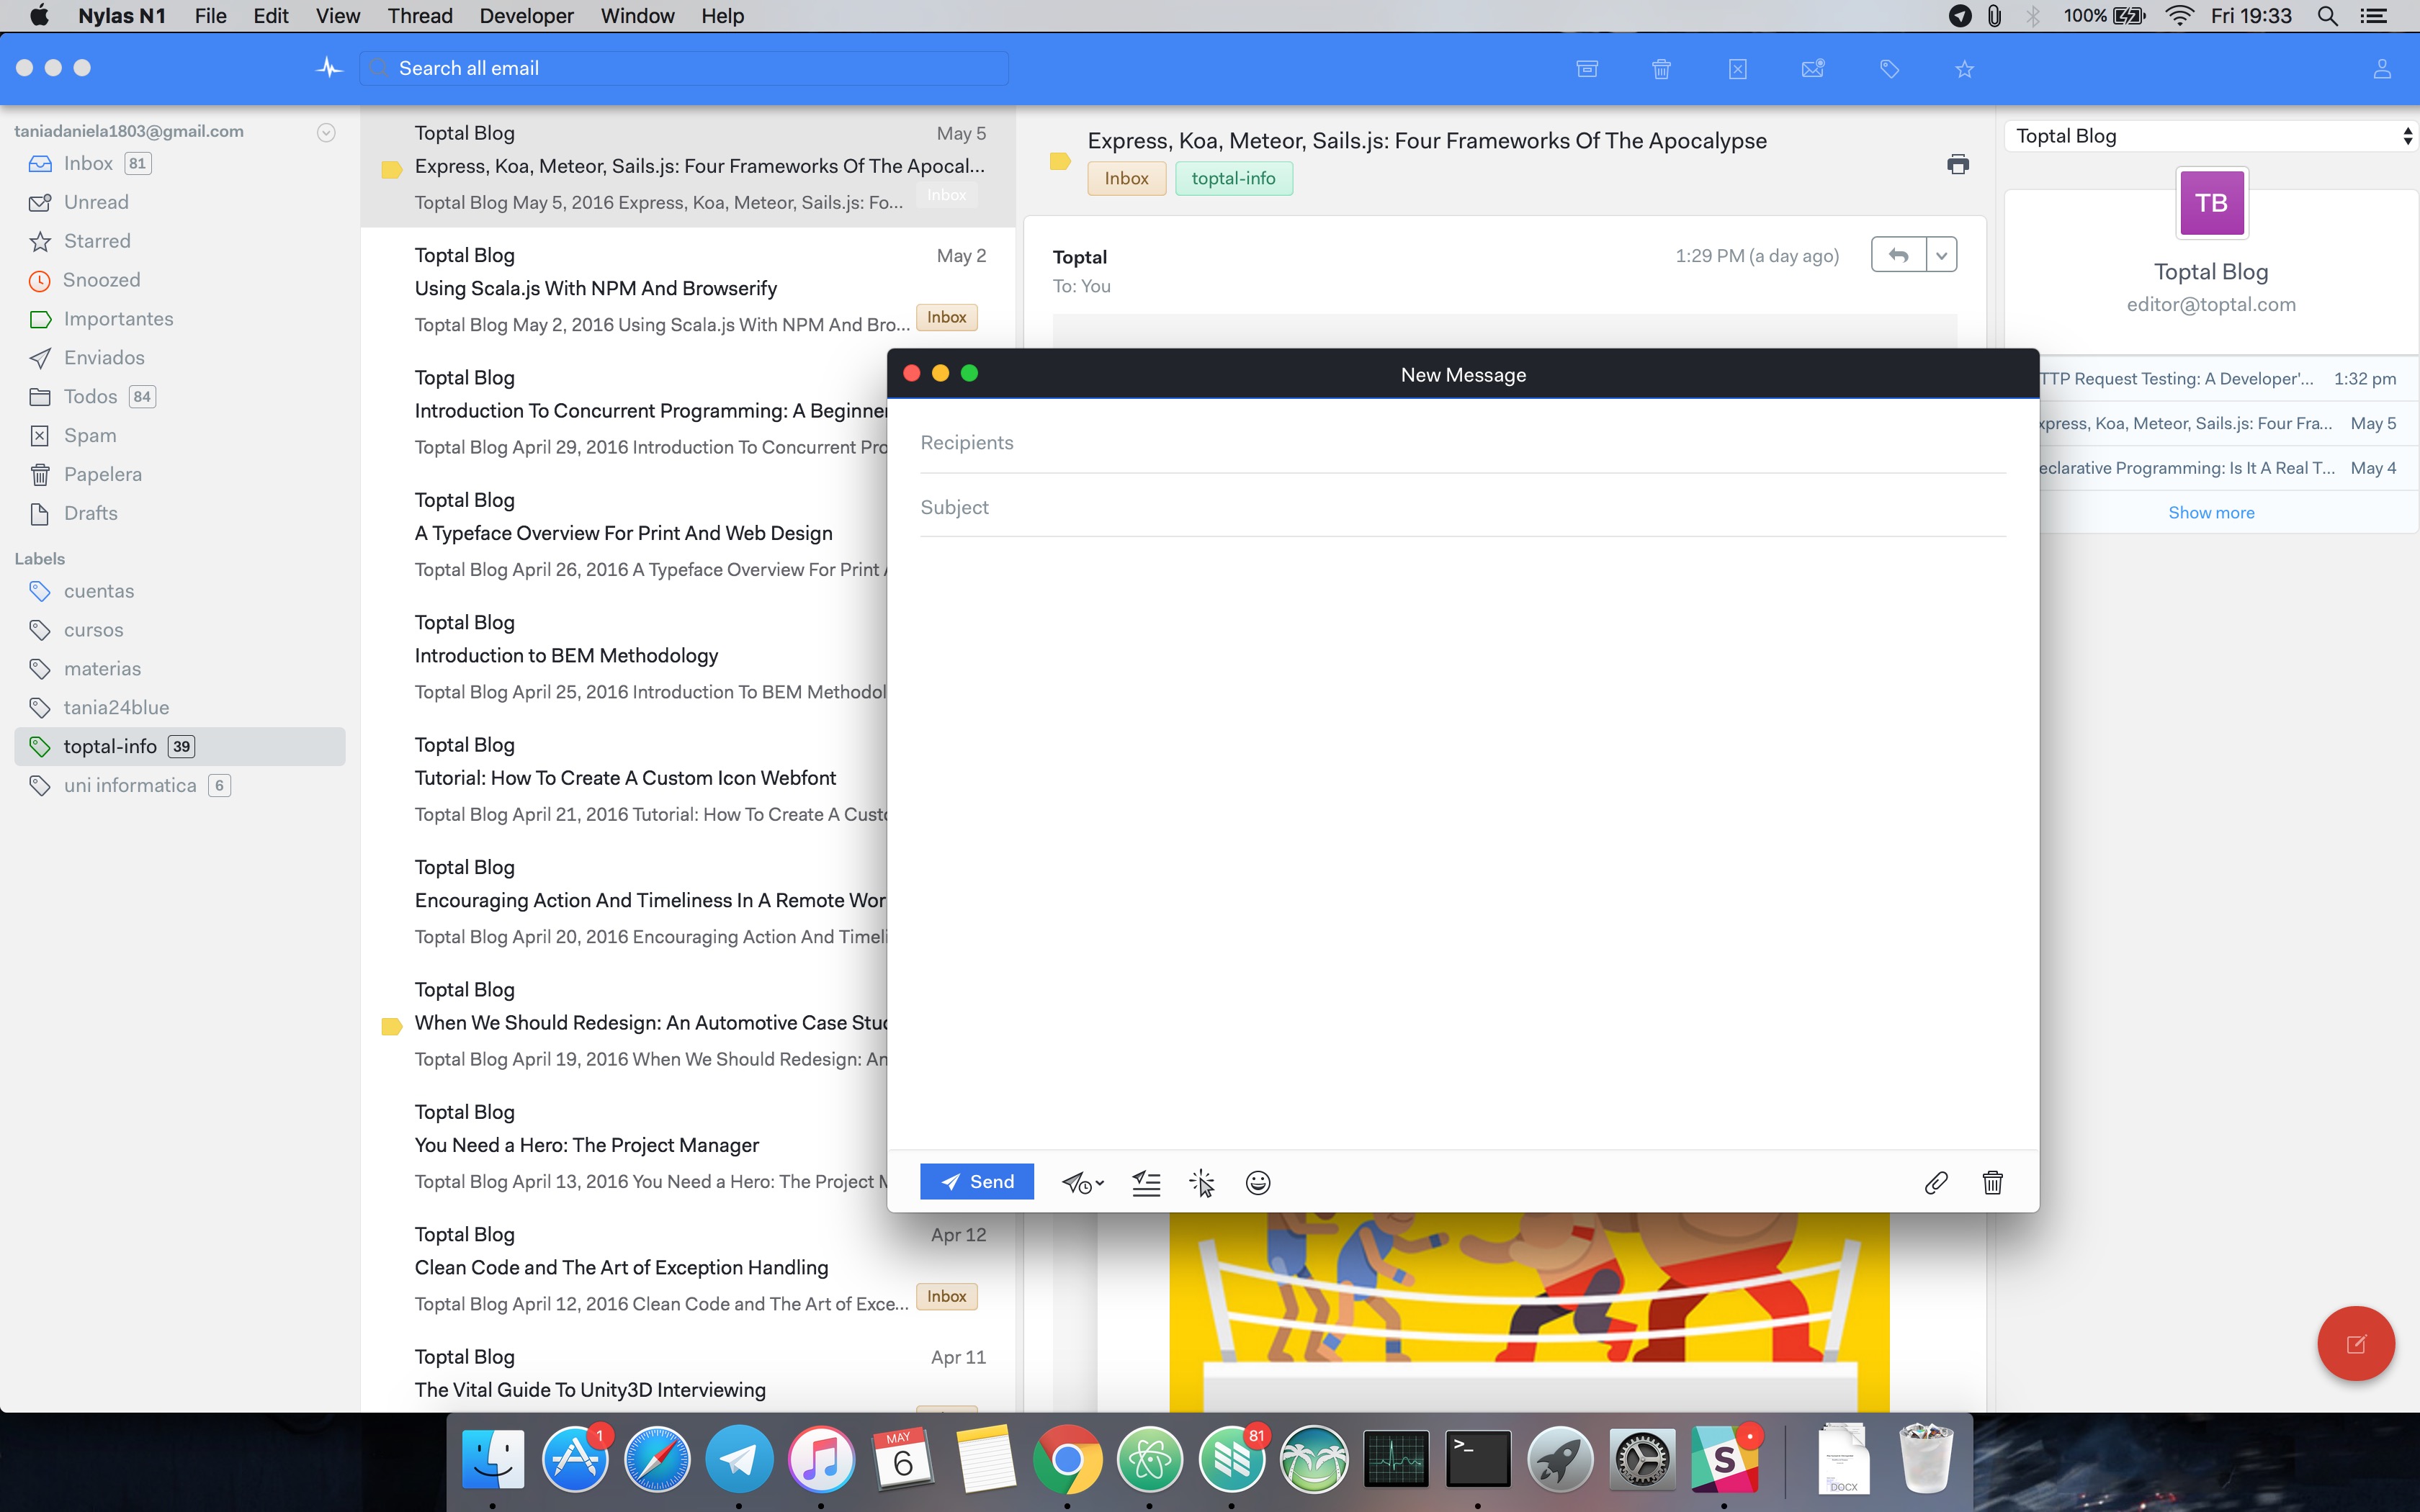 Nylas N1 File Edit View Thread Developer Window Help 100% Fri 19:33
Search all email
taniadaniela1803@gmail.com
Inbox 81
Unread
Starred
Snoozed
Importantes
Enviados
Todos 84
Spam
Papelera
Drafts
Labels
cuentas
cursos
materias
tania24blue
toptal-info 39
uni informatica 6
Toptal Blog May 5
Express, Koa, Meteor, Sails.js: Four Frameworks Of The Apocal...
Toptal Blog May 5, 2016 Express, Koa, Meteor, Sails.js: Fo... Inbox
Toptal Blog May 2
Using Scala.js With NPM And Browserify
Toptal Blog May 2, 2016 Using Scala.js With NPM And Bro... Inbox
Toptal Blog
Introduction To Concurrent Programming: A Beginner
Toptal Blog April 29, 2016 Introduction To Concurrent Pro
Toptal Blog
A Typeface Overview For Print And Web Design
Toptal Blog April 26, 2016 A Typeface Overview For Print
Toptal Blog
Introduction to BEM Methodology
Toptal Blog April 25, 2016 Introduction To BEM Methodol
Toptal Blog
Tutorial: How To Create A Custom Icon Webfont
Toptal Blog April 21, 2016 Tutorial: How To Create A Cust
Toptal Blog
Encouraging Action And Timeliness In A Remote Wor
Toptal Blog April 20, 2016 Encouraging Action And Timeli
Toptal Blog
When We Should Redesign: An Automotive Case Stu
Toptal Blog April 19, 2016 When We Should Redesign: An
Toptal Blog
You Need a Hero: The Project Manager
Toptal Blog April 13, 2016 You Need a Hero: The Project M
Toptal Blog Apr 12
Clean Code and The Art of Exception Handling
Toptal Blog April 12, 2016 Clean Code and The Art of Exce... Inbox
Toptal Blog Apr 11
The Vital Guide To Unity3D Interviewing
Express, Koa, Meteor, Sails.js: Four Frameworks Of The Apocalypse
Inbox toptal-info
Toptal 1:29 PM (a day ago)
To: You
New Message
Recipients
Subject
Send
Toptal Blog
TB
Toptal Blog
editor@toptal.com
TTP Request Testing: A Developer'... 1:32 pm
xpress, Koa, Meteor, Sails.js: Four Fra... May 5
eclarative Programming: Is It A Real T... May 4
Show more
1
MAY
6
81
>_
S
DOCX